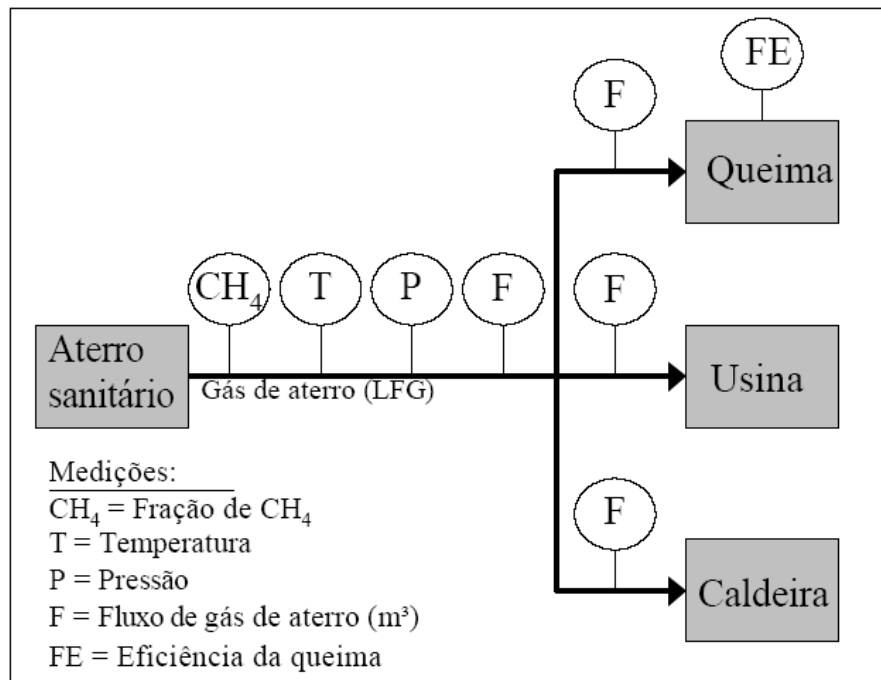 FE
F
Queima
CH₄ T P F F
Aterro
sanitário
Gás de aterro (LFG)
Usina
Medições:
CH₄ = Fração de CH₄
T = Temperatura
P = Pressão
F = Fluxo de gás de aterro (m³)
FE = Eficiência da queima
F
Caldeira